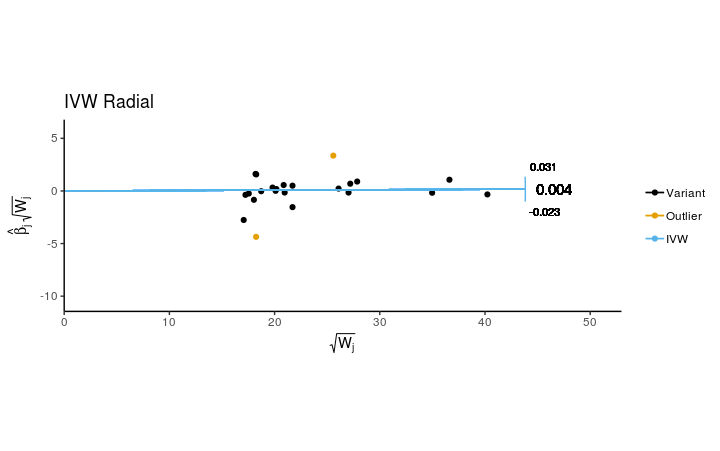 IVW Radial
5
0
-5
-10
β̂j√Wj
0 10 20 30 40 50
√Wj
0.031
0.004
-0.023
Variant
Outlier
IVW